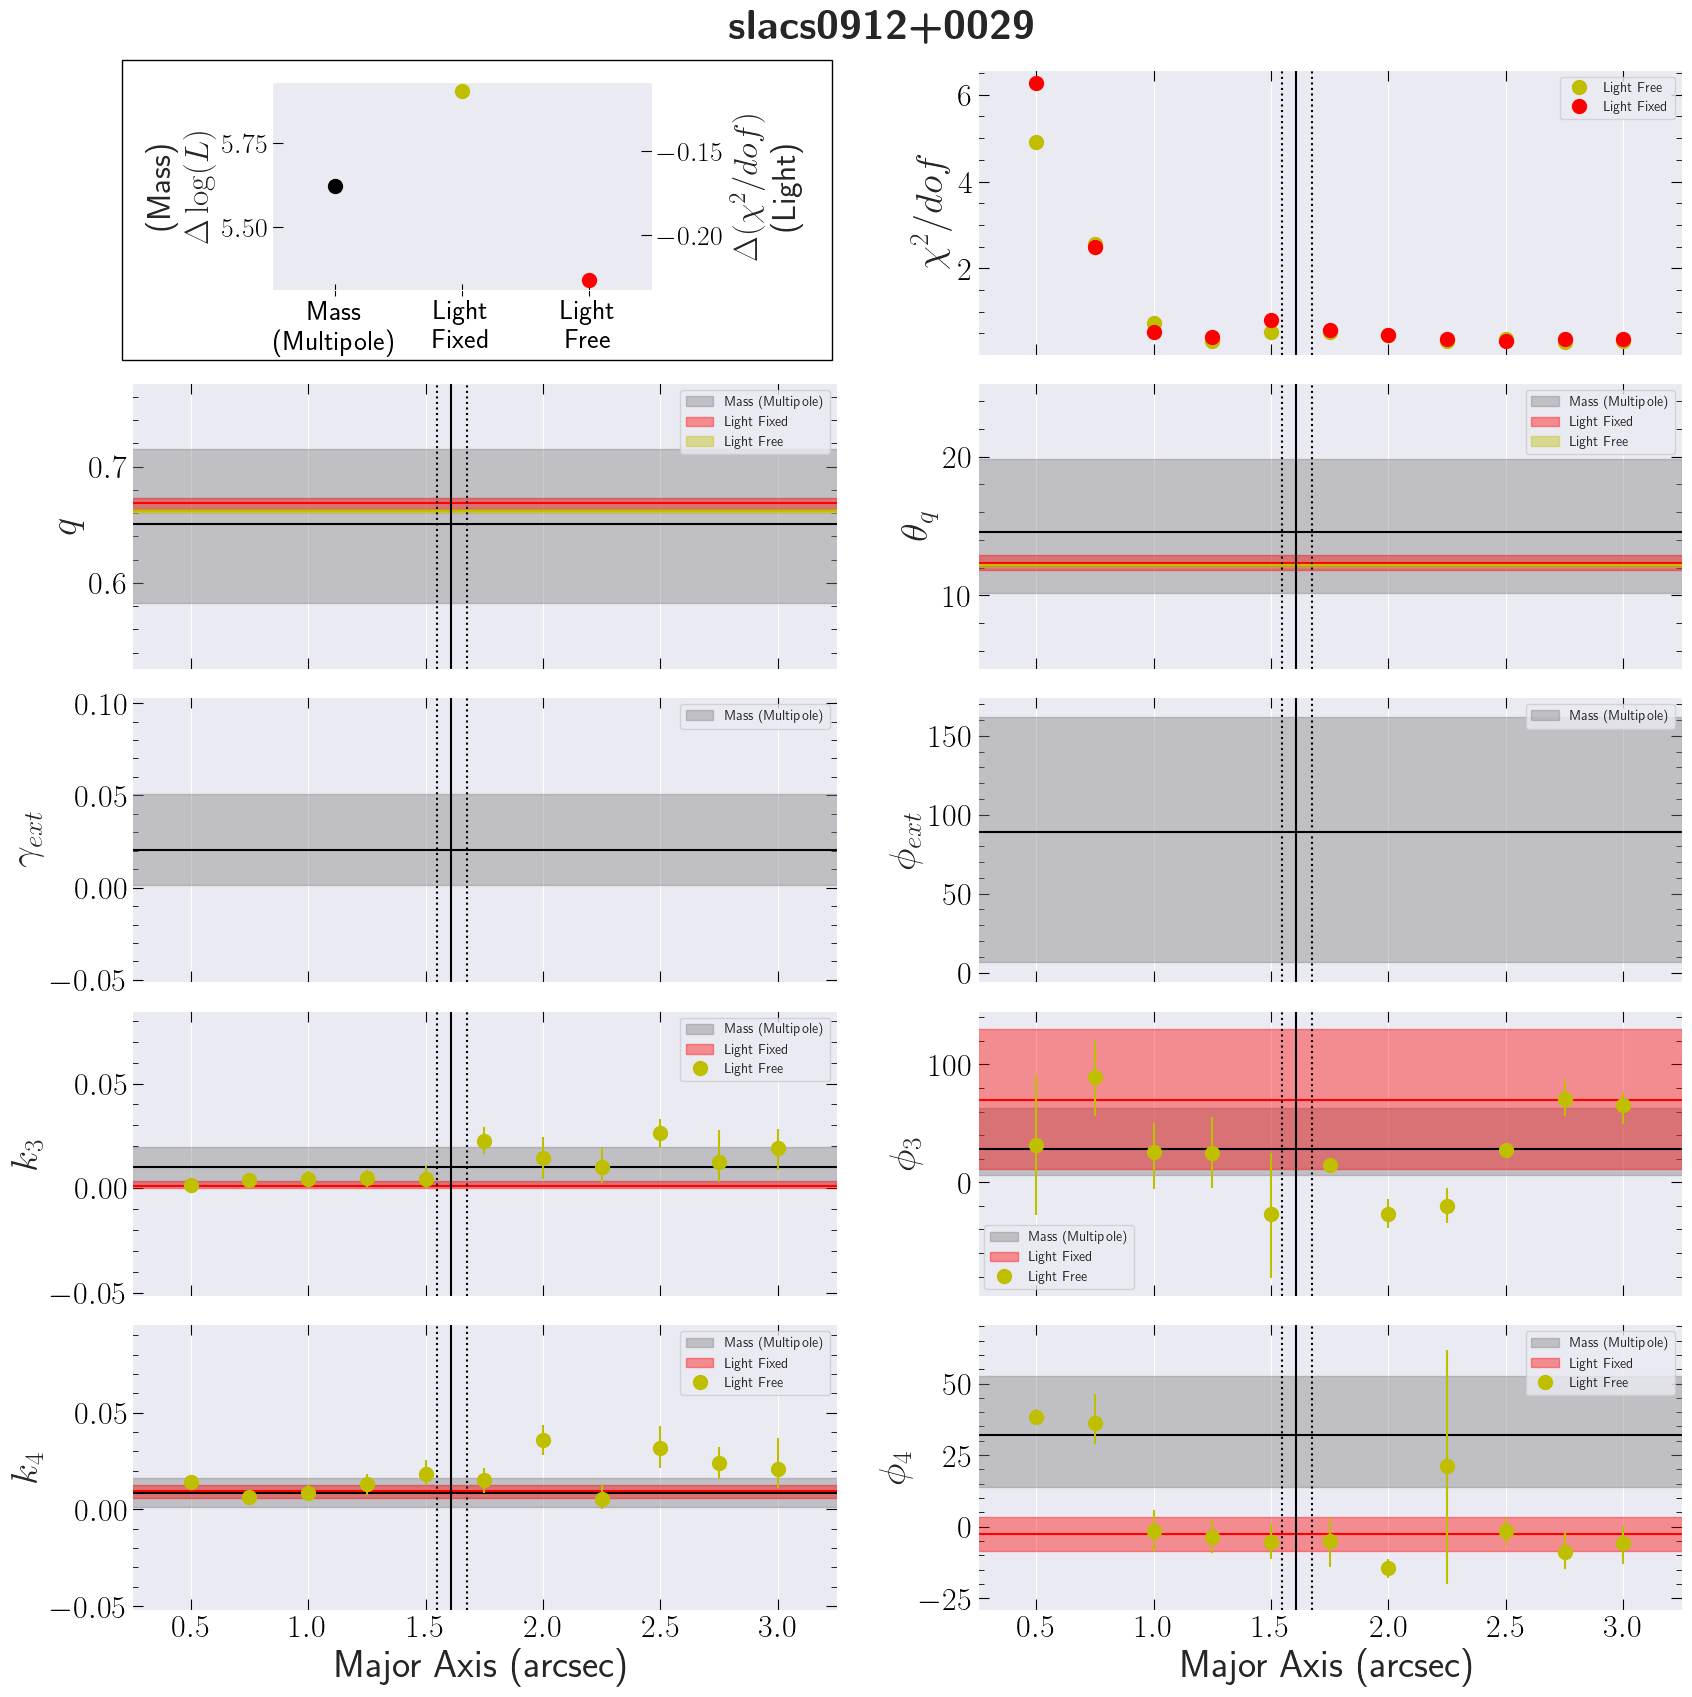 slacs0912+0029
(Mass)
Δ log(L)
5.75
5.50
−0.15
−0.20
Δ(χ²/dof)
(Light)
Mass
(Multipole)
Light
Fixed
Light
Free
χ²/dof
6
4
2
Light Free
Light Fixed
q
0.7
0.6
Mass (Multipole)
Light Fixed
Light Free
θ_q
20
10
Mass (Multipole)
Light Fixed
Light Free
γ_ext
0.10
0.05
0.00
−0.05
Mass (Multipole)
ϕ_ext
150
100
50
0
Mass (Multipole)
k₃
0.05
0.00
−0.05
Mass (Multipole)
Light Fixed
Light Free
ϕ₃
100
0
Mass (Multipole)
Light Fixed
Light Free
k₄
0.05
0.00
−0.05
Mass (Multipole)
Light Fixed
Light Free
0.5 1.0 1.5 2.0 2.5 3.0
Major Axis (arcsec)
ϕ₄
50
25
0
−25
Mass (Multipole)
Light Fixed
Light Free
0.5 1.0 1.5 2.0 2.5 3.0
Major Axis (arcsec)